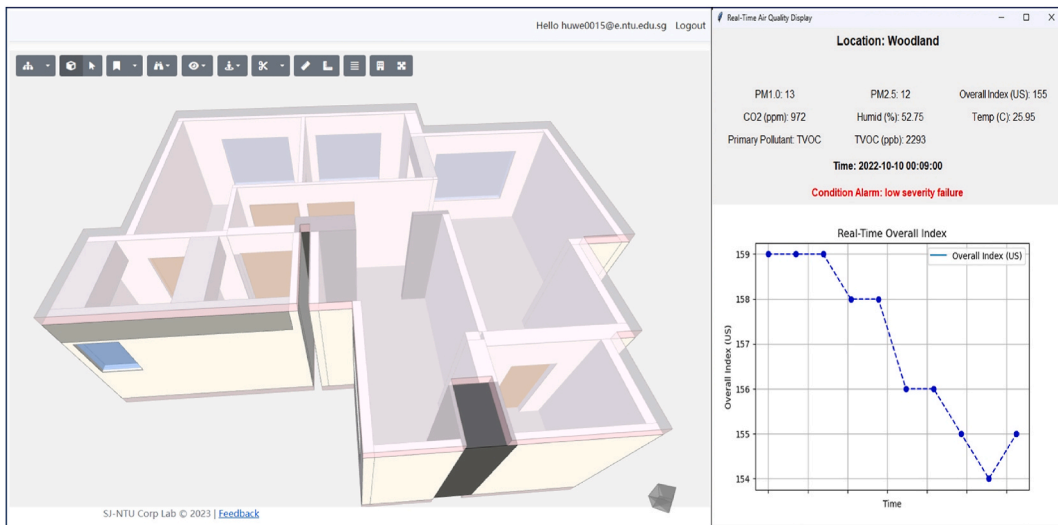 Hello huwe0015@e.ntu.edu.sg Logout
SJ-NTU Corp Lab © 2023 | Feedback
Real-Time Air Quality Display
Location: Woodland
PM1.0: 13 PM2.5: 12 Overall Index (US): 155
CO2 (ppm): 972 Humid (%): 52.75 Temp (C): 25.95
Primary Pollutant: TVOC TVOC (ppb): 2293
Time: 2022-10-10 00:09:00
Condition Alarm: low severity failure
Real-Time Overall Index
Overall Index (US)
159
158
157
156
155
154
Overall Index (US)
Time